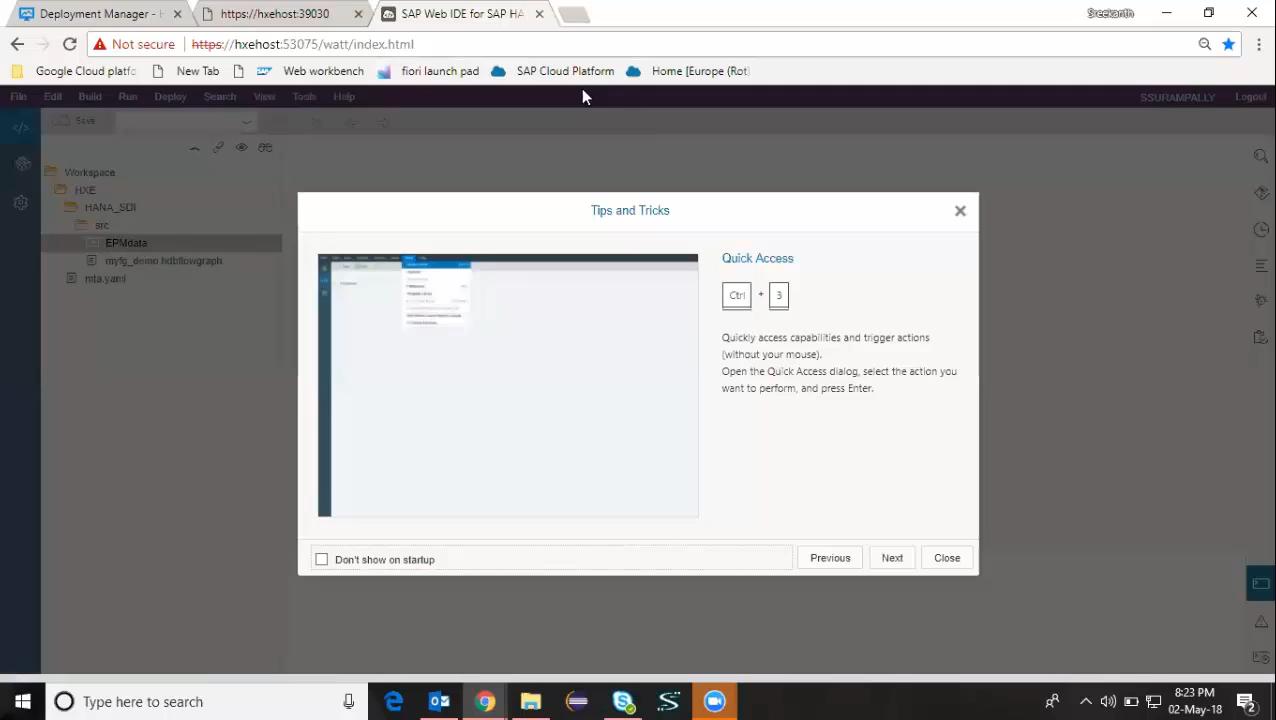 Deployment Manager - H
https://hxehost:39030
SAP Web IDE for SAP HA
Sreekanth
Not secure
https://hxehost:53075/watt/index.html
Google Cloud platfo
New Tab
Web workbench
fiori launch pad
SAP Cloud Platform
Home [Europe (Rot
File Edit Build Run Deploy Search View Tools Help
SSURAMPALLY Logout
Save
Workspace
HXE
HANA_SDI
src
EPMdata
myfg_demo.hdbflowgraph
mta.yaml
Tips and Tricks
Quick Access
Ctrl + 3
Quickly access capabilities and trigger actions
(without your mouse).
Open the Quick Access dialog, select the action you
want to perform, and press Enter.
Don't show on startup
Previous
Next
Close
Type here to search
8:23 PM
02-May-18
2